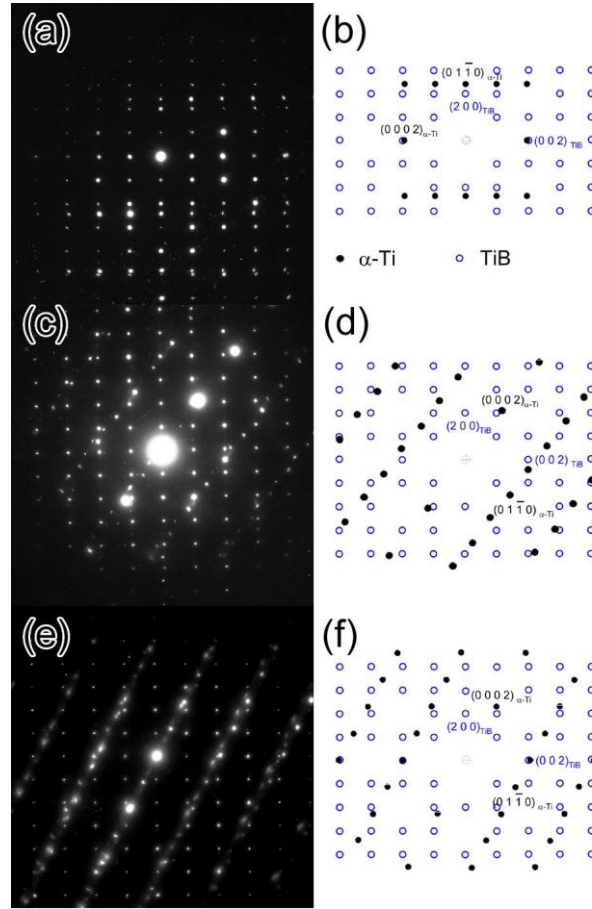 (a)
(b)
(0 1 1̅ 0) α-Ti
(2 0 0)TiB
(0 0 0 2)α-Ti
(0 0 2) TiB
α-Ti
TiB
(c)
(d)
(0 0 0 2)α-Ti
(2 0 0)TiB
(0 0 2) TiB
(0 1 1̅ 0) α-Ti
(e)
(f)
(0 0 0 2) α-Ti
(2 0 0)TiB
(0 0 2)TiB
(0 1 1̅ 0) α-Ti